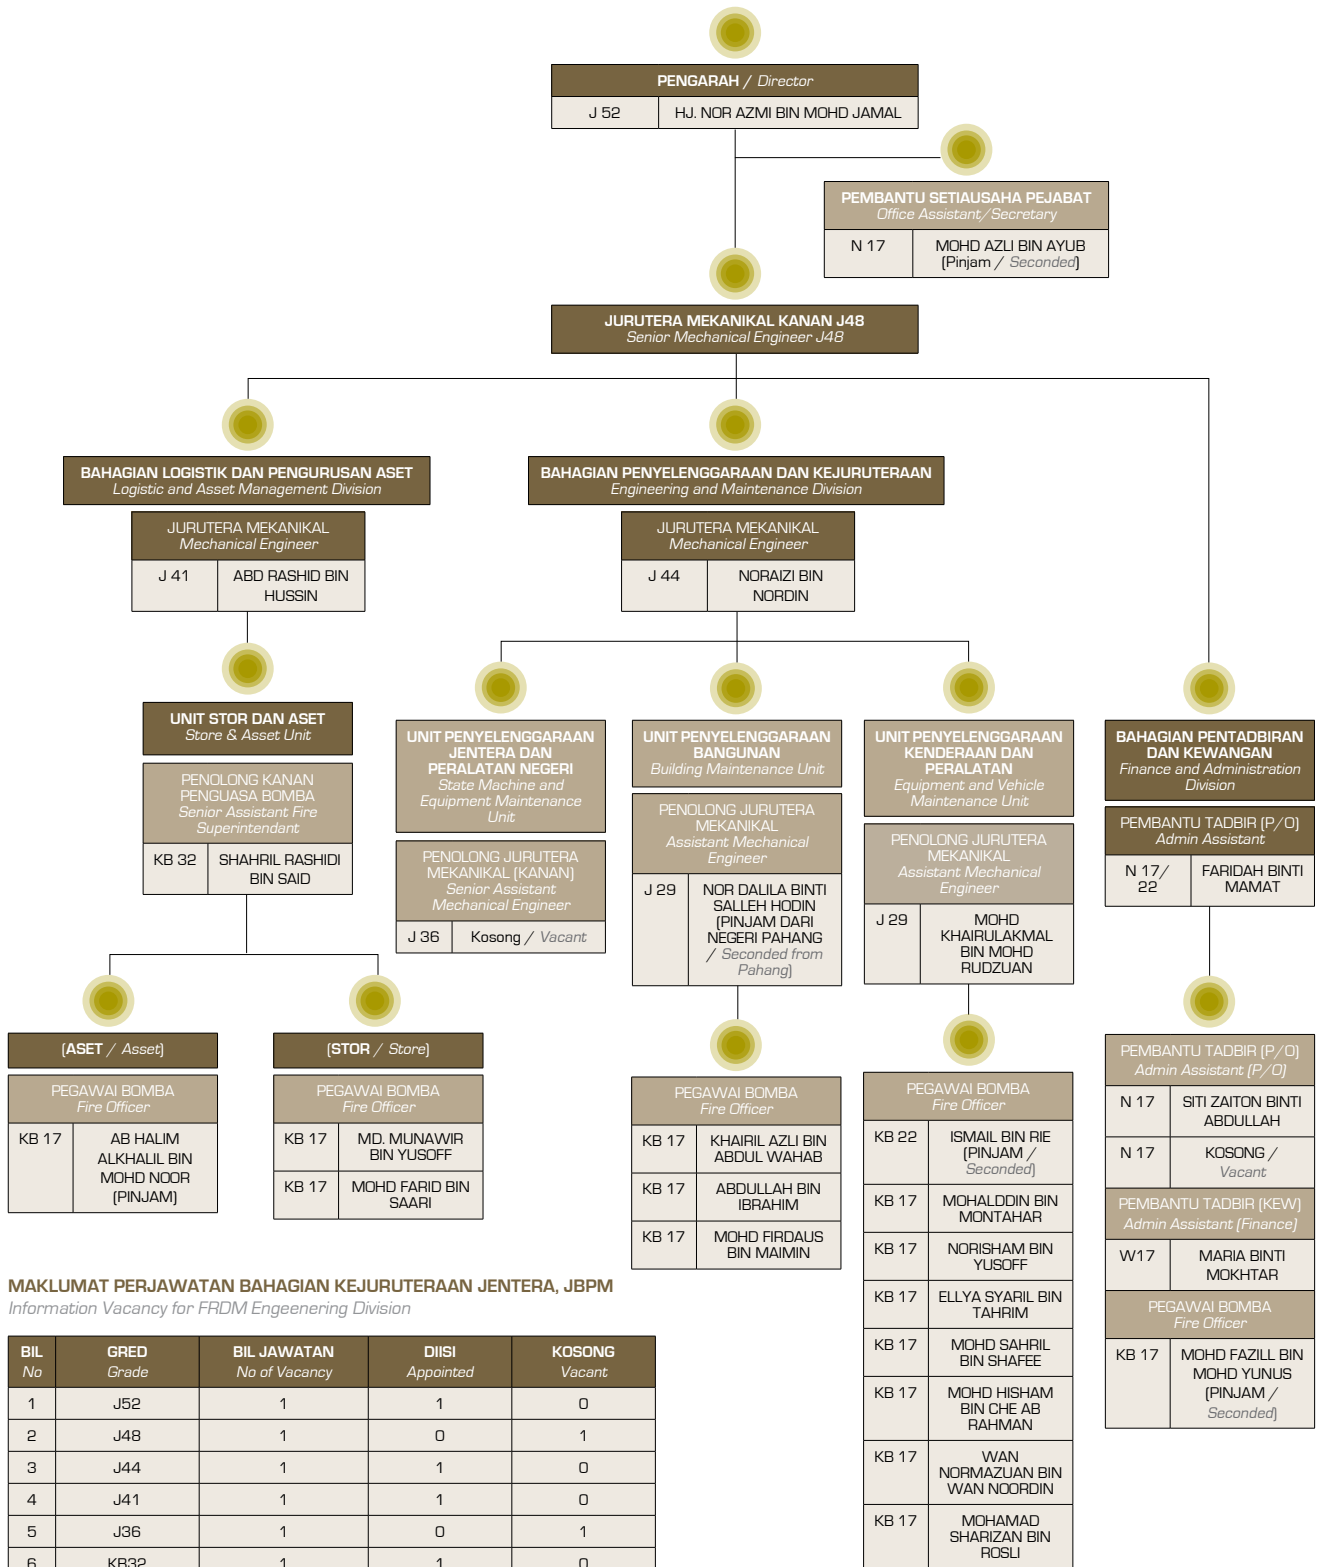 PENGARAH / Director
J 52 HJ. NOR AZMI BIN MOHD JAMAL
PEMBANTU SETIAUSAHA PEJABAT
Office Assistant/Secretary
N 17 MOHD AZLI BIN AYUB
(Pinjam / Seconded)
JURUTERA MEKANIKAL KANAN J48
Senior Mechanical Engineer J48
BAHAGIAN LOGISTIK DAN PENGURUSAN ASET
Logistic and Asset Management Division
JURUTERA MEKANIKAL
Mechanical Engineer
J 41 ABD RASHID BIN
HUSSIN
UNIT STOR DAN ASET
Store & Asset Unit
PENOLONG KANAN
PENGUASA BOMBA
Senior Assistant Fire
Superintendant
KB 32 SHAHRIL RASHIDI
BIN SAID
(ASET / Asset)
PEGAWAI BOMBA
Fire Officer
KB 17 AB HALIM
ALKHALIL BIN
MOHD NOOR
(PINJAM)
(STOR / Store)
PEGAWAI BOMBA
Fire Officer
KB 17 MD. MUNAWIR
BIN YUSOFF
KB 17 MOHD FARID BIN
SAARI
BAHAGIAN PENYELENGGARAAN DAN KEJURUTERAAN
Engineering and Maintenance Division
JURUTERA MEKANIKAL
Mechanical Engineer
J 44 NORAIZI BIN
NORDIN
UNIT PENYELENGGARAAN
JENTERA DAN
PERALATAN NEGERI
State Machine and
Equipment Maintenance
Unit
PENOLONG JURUTERA
MEKANIKAL (KANAN)
Senior Assistant
Mechanical Engineer
J 36 Kosong / Vacant
UNIT PENYELENGGARAAN
BANGUNAN
Building Maintenance Unit
PENOLONG JURUTERA
MEKANIKAL
Assistant Mechanical
Engineer
J 29 NOR DALILA BINTI
SALLEH HODIN
(PINJAM DARI
NEGERI PAHANG
/ Seconded from
Pahang)
PEGAWAI BOMBA
Fire Officer
KB 17 KHAIRIL AZLI BIN
ABDUL WAHAB
KB 17 ABDULLAH BIN
IBRAHIM
KB 17 MOHD FIRDAUS
BIN MAIMIN
UNIT PENYELENGGARAAN
KENDERAAN DAN
PERALATAN
Equipment and Vehicle
Maintenance Unit
PENOLONG JURUTERA
MEKANIKAL
Assistant Mechanical
Engineer
J 29 MOHD
KHAIRULAKMAL
BIN MOHD
RUDZUAN
PEGAWAI BOMBA
Fire Officer
KB 22 ISMAIL BIN RIE
(PINJAM /
Seconded)
KB 17 MOHALDDIN BIN
MONTAHAR
KB 17 NORISHAM BIN
YUSOFF
KB 17 ELLYA SYARIL BIN
TAHRIM
KB 17 MOHD SAHRIL
BIN SHAFEE
KB 17 MOHD HISHAM
BIN CHE AB
RAHMAN
KB 17 WAN
NORMAZUAN BIN
WAN NOORDIN
KB 17 MOHAMAD
SHARIZAN BIN
ROSLI
BAHAGIAN PENTADBIRAN
DAN KEWANGAN
Finance and Administration
Division
PEMBANTU TADBIR (P/O)
Admin Assistant
N 17/
22 FARIDAH BINTI
MAMAT
PEMBANTU TADBIR (P/O)
Admin Assistant (P/O)
N 17 SITI ZAITON BINTI
ABDULLAH
N 17 KOSONG /
Vacant
PEMBANTU TADBIR (KEW)
Admin Assistant (Finance)
W17 MARIA BINTI
MOKHTAR
PEGAWAI BOMBA
Fire Officer
KB 17 MOHD FAZILL BIN
MOHD YUNUS
(PINJAM /
Seconded)
MAKLUMAT PERJAWATAN BAHAGIAN KEJURUTERAAN JENTERA, JBPM
Information Vacancy for FRDM Engeenering Division
BIL GRED BIL JAWATAN DIISI KOSONG
No Grade No of Vacancy Appointed Vacant
1 J52 1 1 0
2 J48 1 0 1
3 J44 1 1 0
4 J41 1 1 0
5 J36 1 0 1
6 KB32 1 1 0